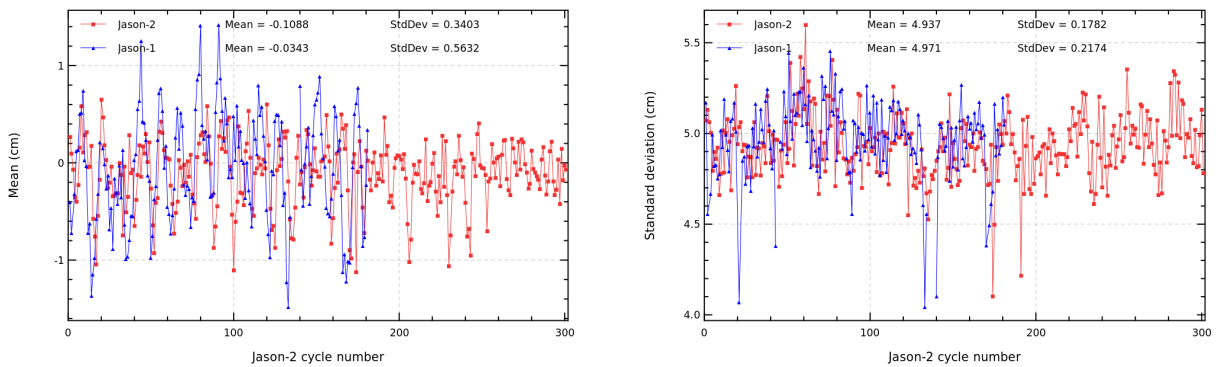 Jason-2 Mean = -0.1088 StdDev = 0.3403
Jason-1 Mean = -0.0343 StdDev = 0.5632
1
0
-1
Mean (cm)
0 100 200 300
Jason-2 cycle number
Jason-2 Mean = 4.937 StdDev = 0.1782
Jason-1 Mean = 4.971 StdDev = 0.2174
5.5
5.0
4.5
4.0
Standard deviation (cm)
0 100 200 300
Jason-2 cycle number